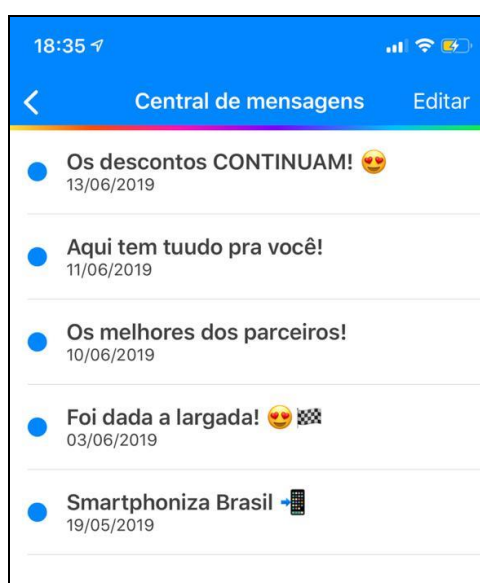 18:35
Central de mensagens Editar
Os descontos CONTINUAM! 😍
13/06/2019
Aqui tem tuudo pra você!
11/06/2019
Os melhores dos parceiros!
10/06/2019
Foi dada a largada! 😍🏁
03/06/2019
Smartphoniza Brasil 📲
19/05/2019